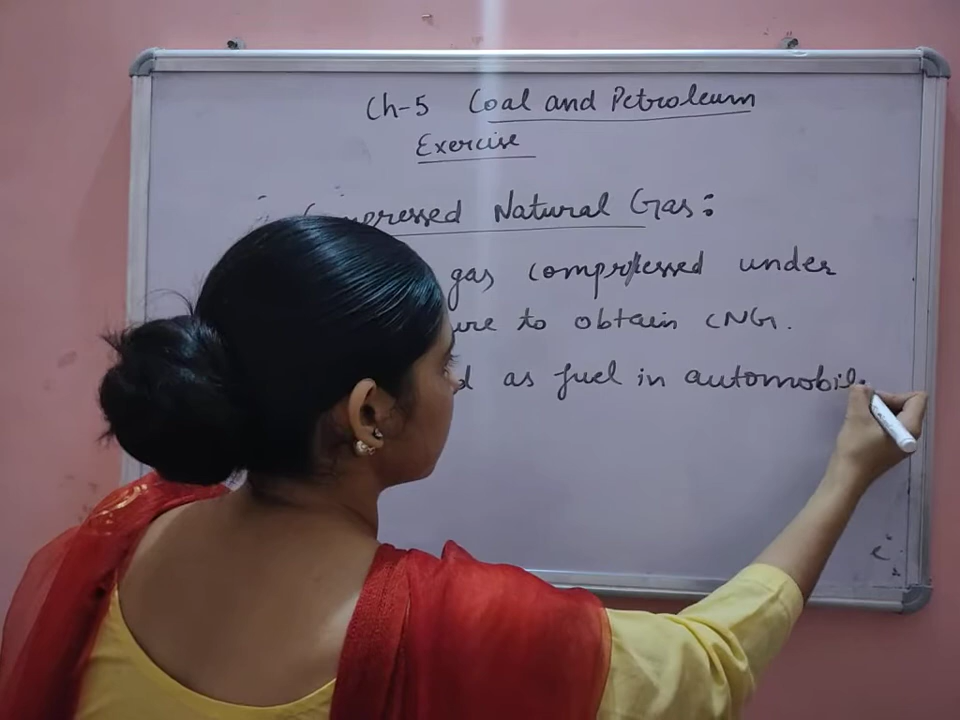 Ch-5 Coal and Petroleum
Exercise
Compressed Natural Gas:
gas compressed under
to obtain CNG.
as fuel in automobil